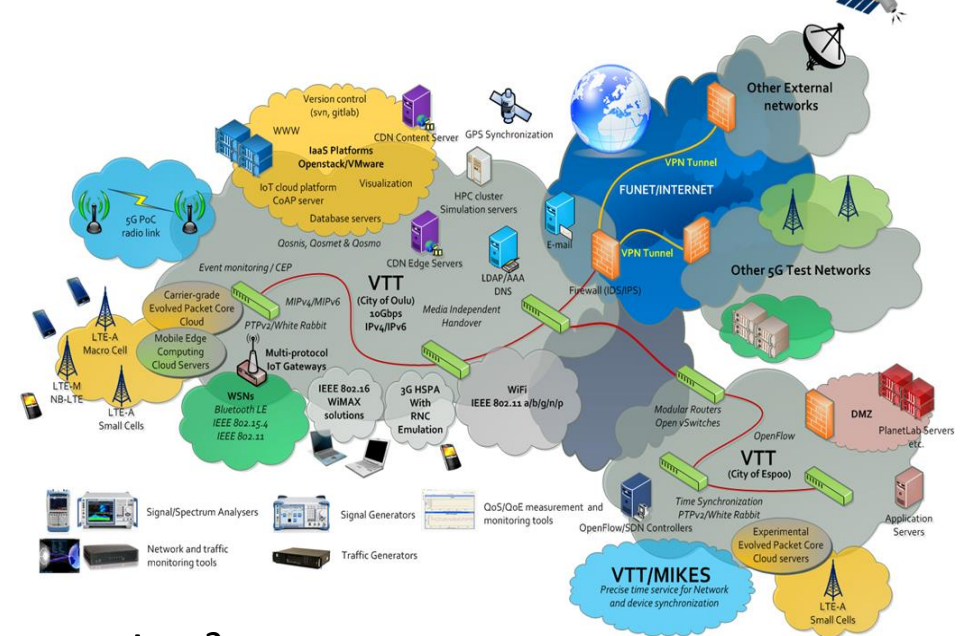 Version control
(svn, gitlab)
WWW
CDN Content Server
GPS Synchronization
IaaS Platforms
Openstack/VMware
IoT cloud platform
CoAP server
Visualization
Database servers
Qosnis, Qosmet & Qosmo
HPC cluster
Simulation servers
Other External
networks
VPN Tunnel
FUNET/INTERNET
5G PoC
radio link
E-mail
VPN Tunnel
CDN Edge Servers
LDAP/AAA
DNS
Firewall (IDS/IPS)
Other 5G Test Networks
Event monitoring / CEP
VTT
(City of Oulu)
10Gbps
IPv4/IPv6
MIPv4/MIPv6
Media Independent
Handover
Carrier-grade
Evolved Packet Core
Cloud
PTPv2/White Rabbit
LTE-A
Macro Cell
Mobile Edge
Computing
Cloud Servers
Multi-protocol
IoT Gateways
LTE-M
NB-LTE
LTE-A
Small Cells
WSNs
Bluetooth LE
IEEE 802.15.4
IEEE 802.11
IEEE 802.16
WiMAX
solutions
3G HSPA
With
RNC
Emulation
WiFi
IEEE 802.11 a/b/g/n/p
Modular Routers
Open vSwitches
DMZ
PlanetLab Servers
etc.
OpenFlow
VTT
(City of Espoo)
Time Synchronization
PTPv2/White Rabbit
OpenFlow/SDN Controllers
Application
Servers
Signal/Spectrum Analysers
Signal Generators
QoS/QoE measurement and
monitoring tools
Network and traffic
monitoring tools
Traffic Generators
Experimental
Evolved Packet Core
Cloud servers
VTT/MIKES
Precise time service for Network
and device synchronization
LTE-A
Small Cells